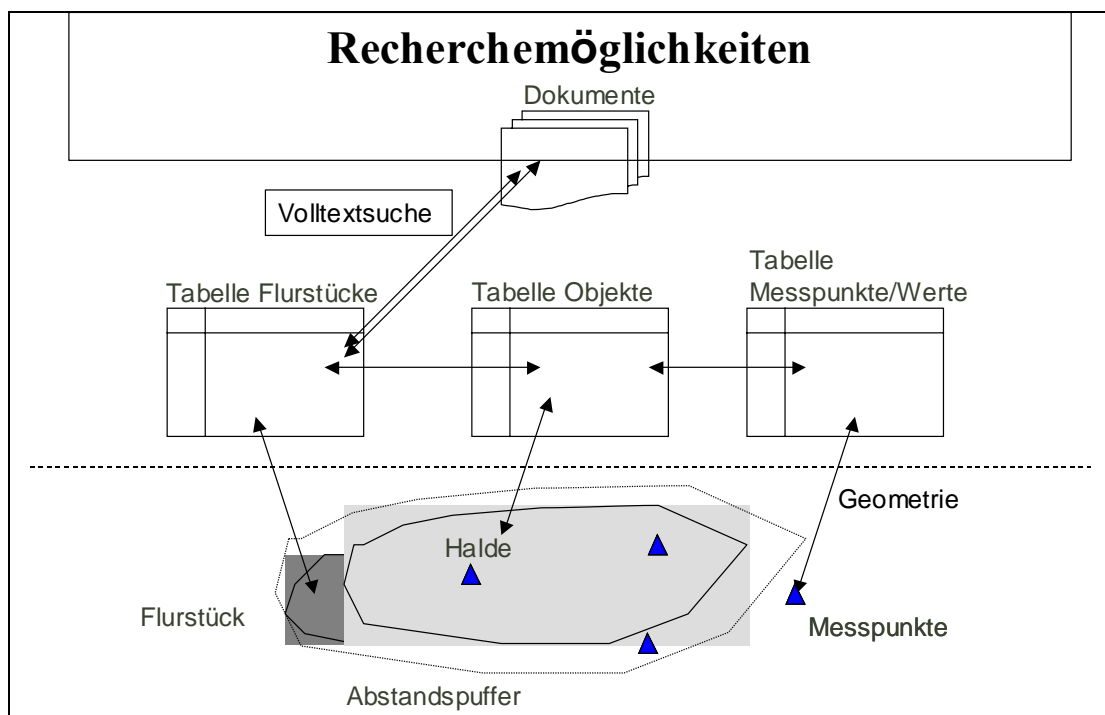 Recherchemöglichkeiten
Dokumente
Volltextsuche
Tabelle Flurstücke
Tabelle Objekte
Tabelle
Messpunkte/Werte
Geometrie
Halde
Flurstück
Messpunkte
Abstandspuffer